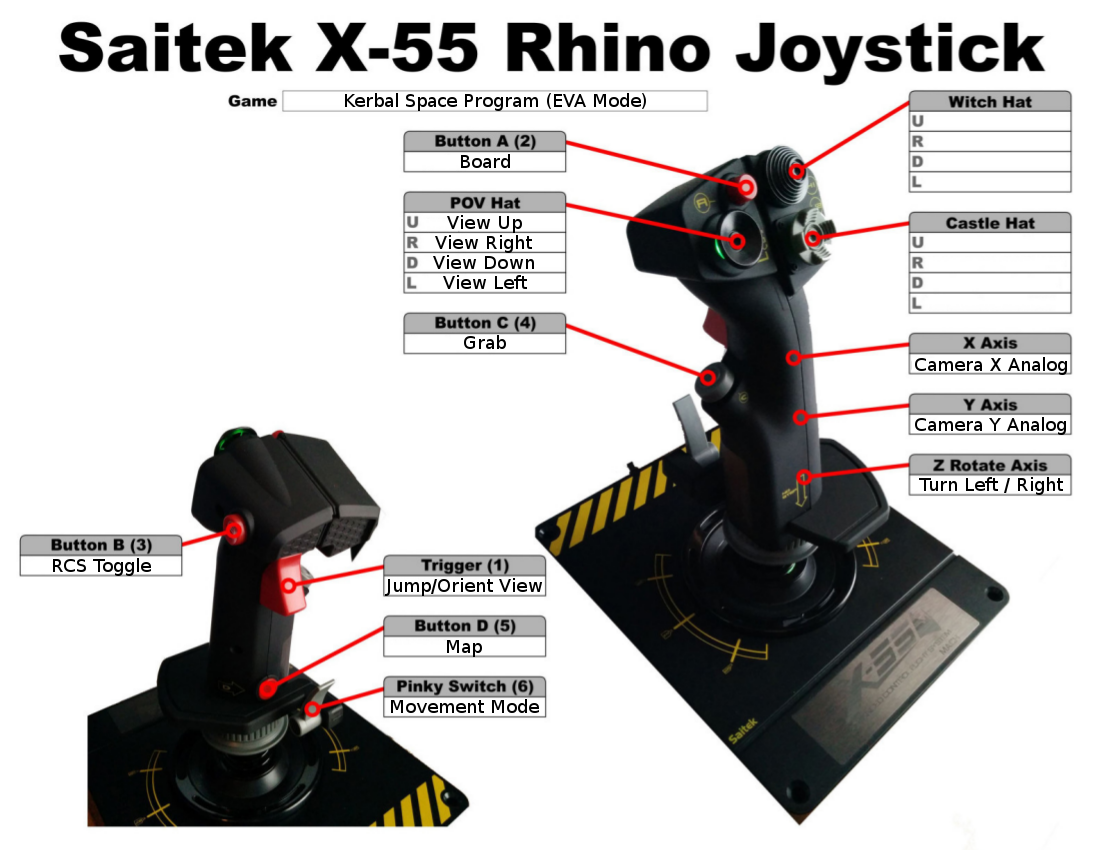 Saitek X-55 Rhino Joystick
Game Kerbal Space Program (EVA Mode)
Button A (2)
Board
POV Hat
U View Up
R View Right
D View Down
L View Left
Button C (4)
Grab
Witch Hat
U
R
D
L
Castle Hat
U
R
D
L
X Axis
Camera X Analog
Y Axis
Camera Y Analog
Z Rotate Axis
Turn Left / Right
Button B (3)
RCS Toggle
Trigger (1)
Jump/Orient View
Button D (5)
Map
Pinky Switch (6)
Movement Mode
A
X-55
Saitek